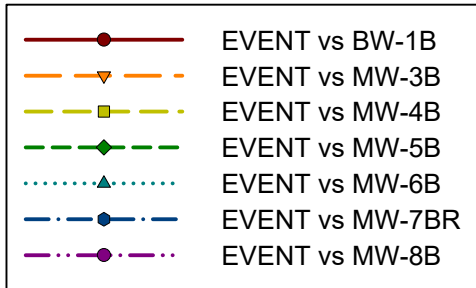 EVENT vs BW-1B
EVENT vs MW-3B
EVENT vs MW-4B
EVENT vs MW-5B
EVENT vs MW-6B
EVENT vs MW-7BR
EVENT vs MW-8B